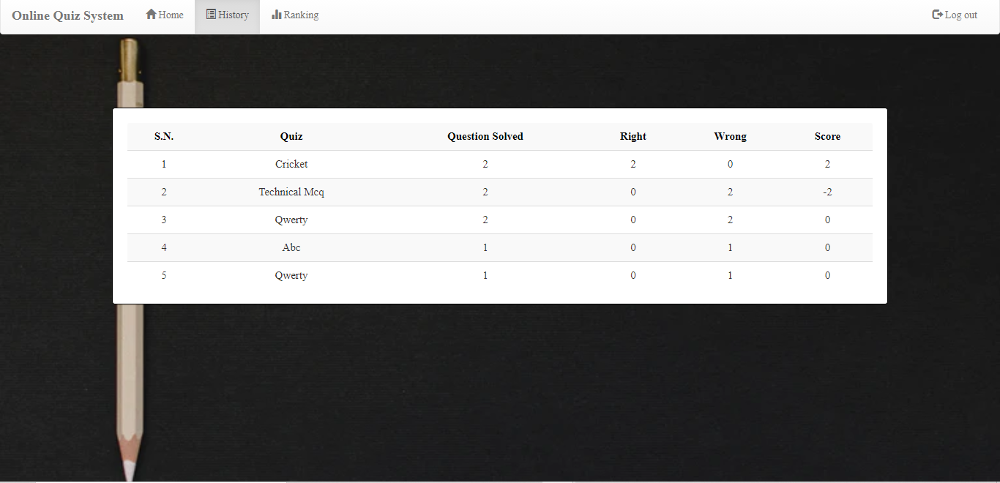 Online Quiz System Home History Ranking Log out
S.N. Quiz Question Solved Right Wrong Score
1 Cricket 2 2 0 2
2 Technical Mcq 2 0 2 -2
3 Qwerty 2 0 2 0
4 Abc 1 0 1 0
5 Qwerty 1 0 1 0